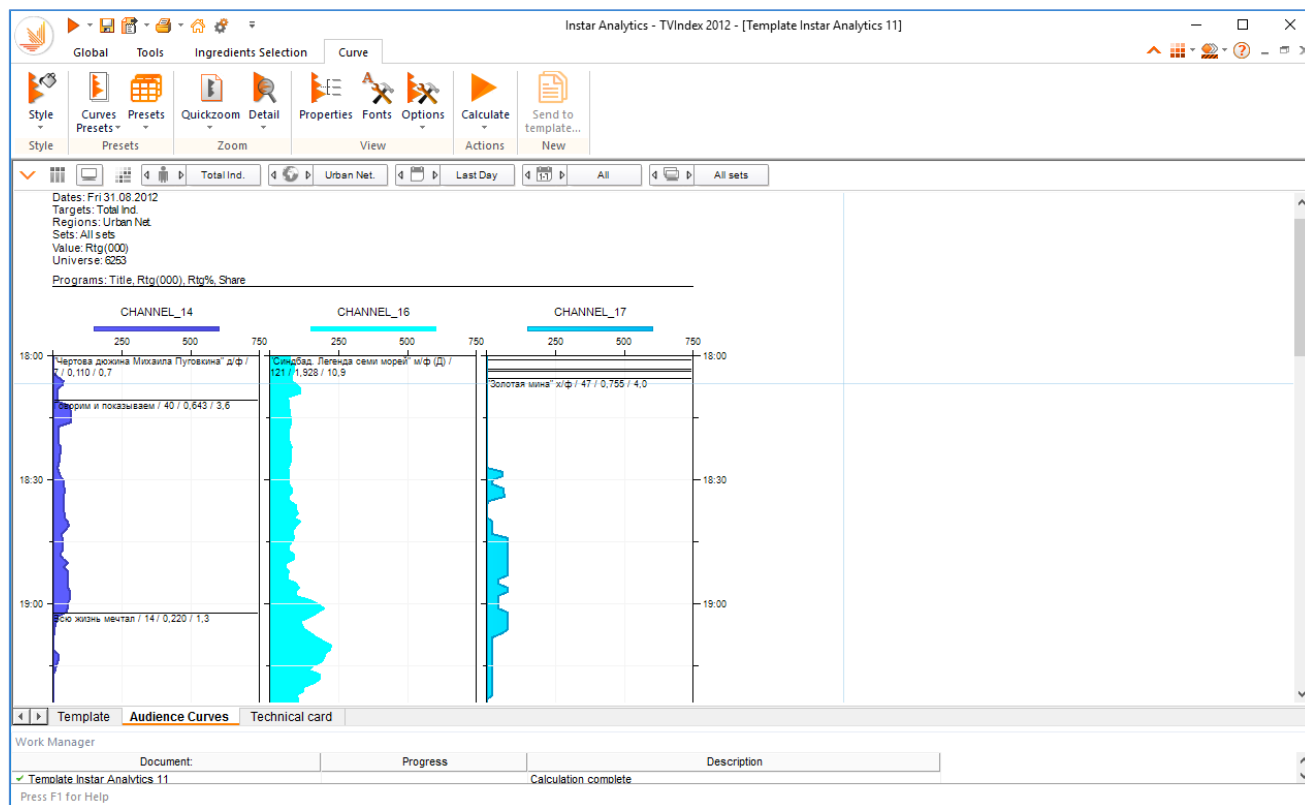 Instar Analytics - TVIndex 2012 - [Template Instar Analytics 11]
Global Tools Ingredients Selection Curve
Style Curves Presets Presets Quickzoom Detail Properties Fonts Options Calculate Send to template...
Style Presets Zoom View Actions New
Total Ind. Urban Net. Last Day All All sets
Dates: Fri 31.08.2012
Targets: Total Ind.
Regions: Urban Net.
Sets: All sets
Value: Rtg(000)
Universe: 6253
Programs: Title, Rtg(000), Rtg%, Share
CHANNEL_14 CHANNEL_16 CHANNEL_17
250 500 750 250 500 750 250 500 750
18:00 18:00
"Чертова дюжина Михаила Пуговкина" д/ф /
7 / 0,110 / 0,7
"Синдбад. Легенда семи морей" м/ф (Д) /
121 / 1,928 / 10,9
"Золотая мина" х/ф / 47 / 0,755 / 4,0
Говорим и показываем / 40 / 0,643 / 3,6
18:30 18:30
19:00 19:00
Всю жизнь мечтал / 14 / 0,220 / 1,3
Template Audience Curves Technical card
Work Manager
Document: Progress Description
Template Instar Analytics 11 Calculation complete
Press F1 for Help